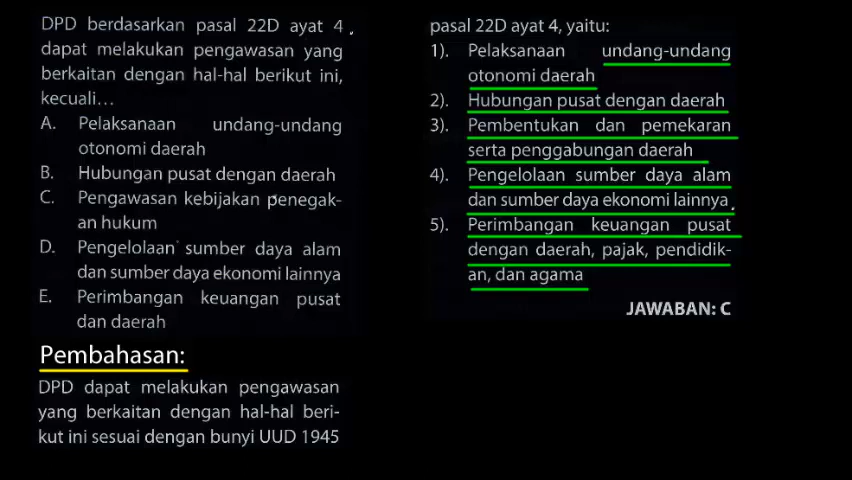 DPD berdasarkan pasal 22D ayat 4,
dapat melakukan pengawasan yang
berkaitan dengan hal-hal berikut ini,
kecuali...
A. Pelaksanaan undang-undang
otonomi daerah
B. Hubungan pusat dengan daerah
C. Pengawasan kebijakan penegak-
an hukum
D. Pengelolaan sumber daya alam
dan sumber daya ekonomi lainnya
E. Perimbangan keuangan pusat
dan daerah
Pembahasan:
DPD dapat melakukan pengawasan
yang berkaitan dengan hal-hal beri-
kut ini sesuai dengan bunyi UUD 1945
pasal 22D ayat 4, yaitu:
1). Pelaksanaan undang-undang
otonomi daerah
2). Hubungan pusat dengan daerah
3). Pembentukan dan pemekaran
serta penggabungan daerah
4). Pengelolaan sumber daya alam
dan sumber daya ekonomi lainnya
5). Perimbangan keuangan pusat
dengan daerah, pajak, pendidik-
an, dan agama
JAWABAN: C